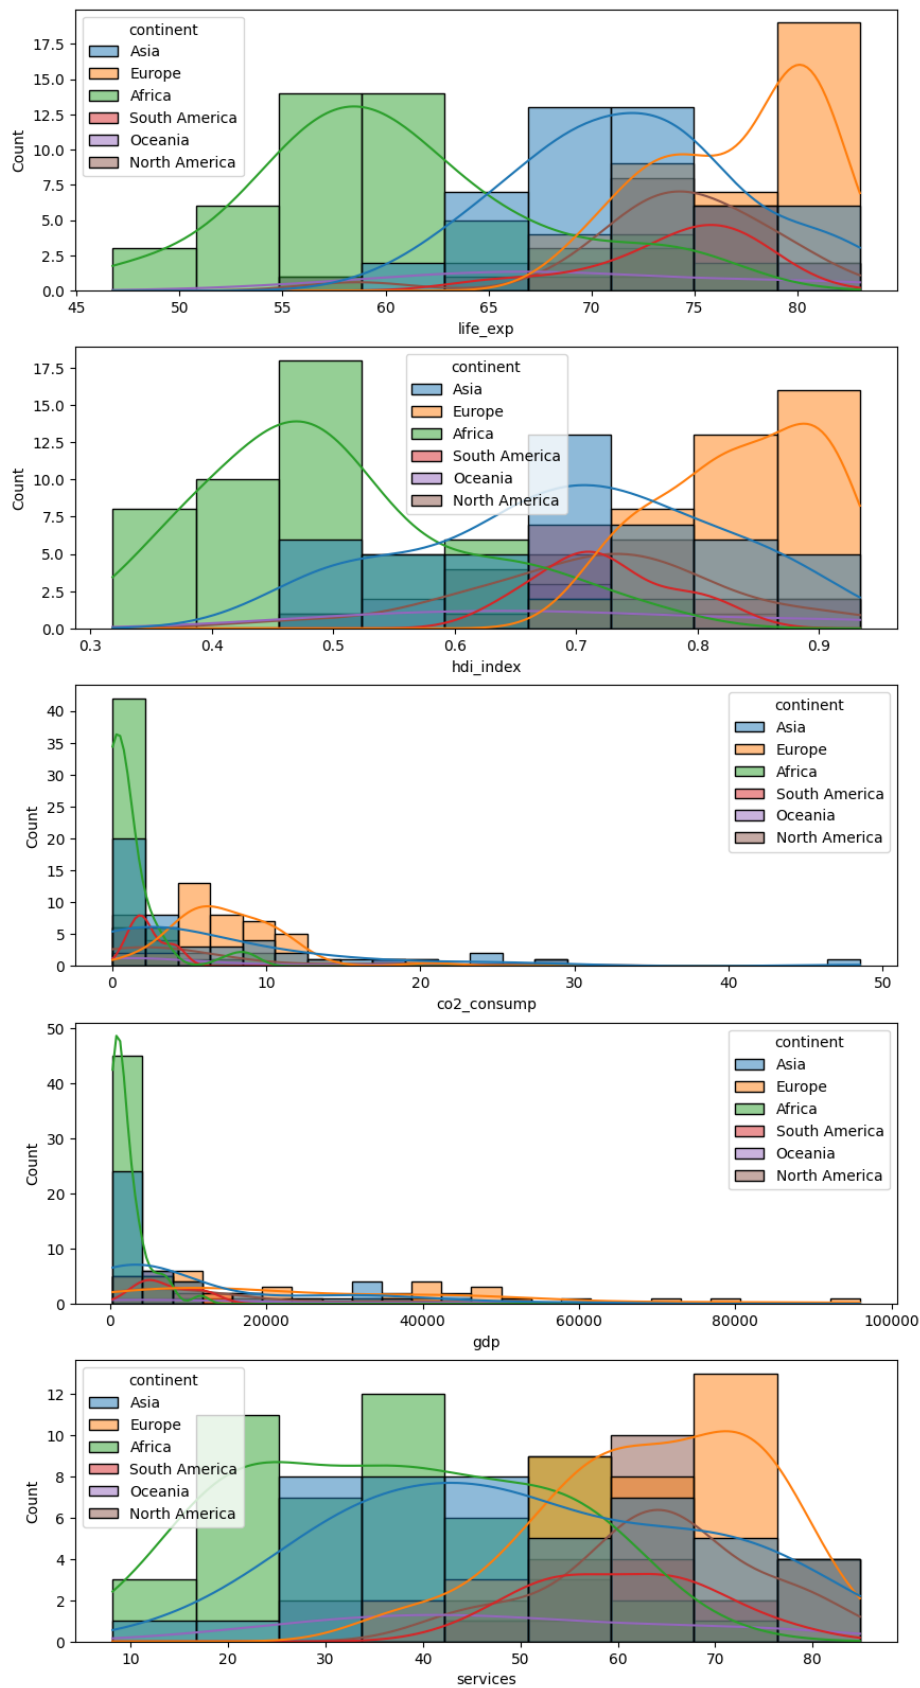 continent
Asia
Europe
Africa
South America
Oceania
North America
17.5
15.0
12.5
10.0
7.5
5.0
2.5
0.0
Count
45 50 55 60 65 70 75 80
life_exp
continent
Asia
Europe
Africa
South America
Oceania
North America
17.5
15.0
12.5
10.0
7.5
5.0
2.5
0.0
Count
0.3 0.4 0.5 0.6 0.7 0.8 0.9
hdi_index
continent
Asia
Europe
Africa
South America
Oceania
North America
40
35
30
25
20
15
10
5
0
Count
0 10 20 30 40 50
co2_consump
continent
Asia
Europe
Africa
South America
Oceania
North America
50
40
30
20
10
0
Count
0 20000 40000 60000 80000 100000
gdp
continent
Asia
Europe
Africa
South America
Oceania
North America
12
10
8
6
4
2
0
Count
10 20 30 40 50 60 70 80
services